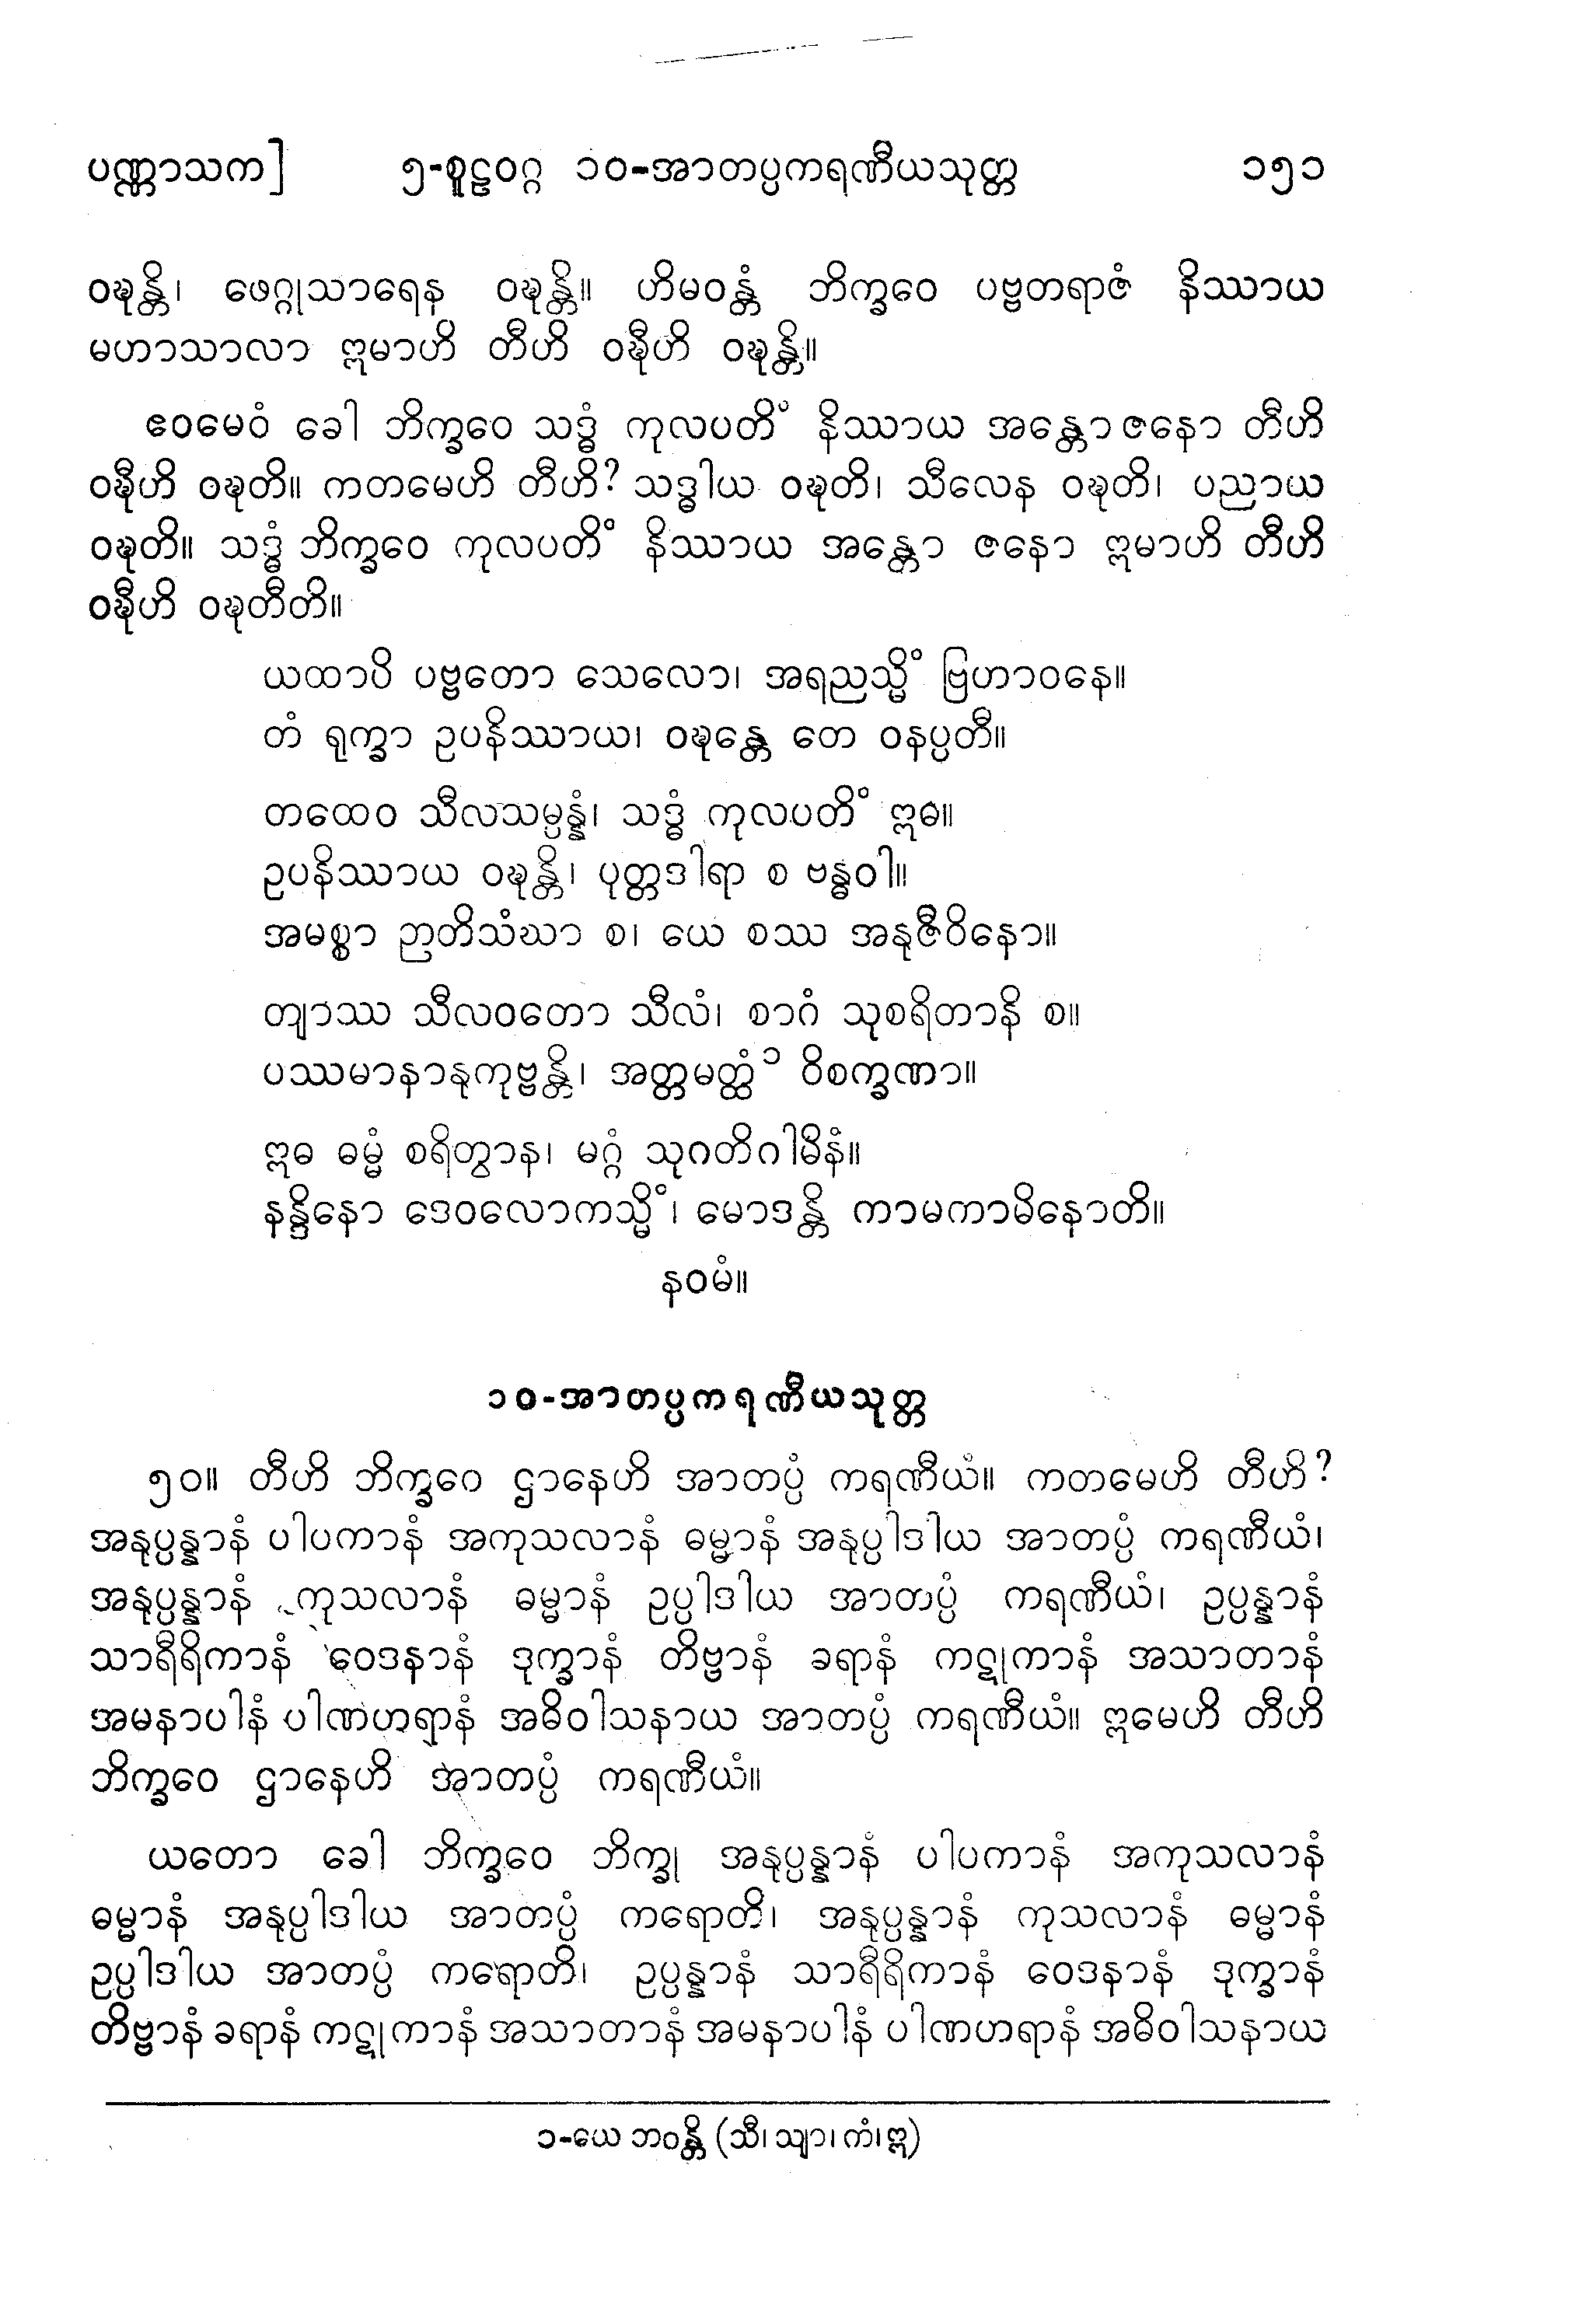 ပဏ္ဏာသက] ၅-စူဠဝဂ္ဂ ၁၀-အာတပ္ပကရဏီယသုတ္တ ၁၅၁
ဝဍ္ဎန္တိ၊ ဖေဂ္ဂုသာရေန ဝဍ္ဎန္တိ။ ဟိမဝန္တံ ဘိက္ခဝေ ပဗ္ဗတရာဇံ နိဿာယ
မဟာသာလာ ဣမာဟိ တီဟိ ဝဍ္ဎီဟိ ဝဍ္ဎန္တိ။
ဧဝမေဝံ ခေါ ဘိက္ခဝေ သဒ္ဓံ ကုလပတိံ နိဿာယ အန္တော ဇနော တီဟိ
ဝဍ္ဎီဟိ ဝဍ္ဎတိ။ ကတမေဟိ တီဟိ? သဒ္ဓါယ ဝဍ္ဎတိ၊ သီလေန ဝဍ္ဎတိ၊ ပညာယ
ဝဍ္ဎတိ။ သဒ္ဓံ ဘိက္ခဝေ ကုလပတိံ နိဿာယ အန္တော ဇနော ဣမာဟိ တီဟိ
ဝဍ္ဎီဟိ ဝဍ္ဎတီတိ။
ယထာပိ ပဗ္ဗတော သေလော၊ အရညသ္မိံ ဗြဟာဝနေ။
တံ ရုက္ခာ ဥပနိဿာယ၊ ဝဍ္ဎန္တေ တေ ဝနပ္ပတီ။
တထေဝ သီလသမ္ပန္နံ၊ သဒ္ဓံ ကုလပတိံ ဣဓ။
ဥပနိဿာယ ဝဍ္ဎန္တိ၊ ပုတ္တဒါရာ စ ဗန္ဓဝါ။
အမစ္စာ ဉာတိသံဃာ စ၊ ယေ စဿ အနုဇီဝိနော။
တျာဿ သီလဝတော သီလံ၊ စာဂံ သုစရိတာနိ စ။
ပဿမာနာနုကုဗ္ဗန္တိ၊ အတ္တမတ္ထံ ၁ ဝိစက္ခဏာ။
ဣဓ ဓမ္မံ စရိတွာန၊ မဂ္ဂံ သုဂတိဂါမိနံ။
နန္ဒိနော ဒေဝလောကသ္မိံ၊ မောဒန္တိ ကာမကာမိနောတိ။
နဝမံ။
၁၀-အာတပ္ပကရဏီယသုတ္တ
၅၀။ တီဟိ ဘိက္ခဝေ ဌာနေဟိ အာတပ္ပံ ကရဏီယံ။ ကတမေဟိ တီဟိ?
အနုပ္ပန္နာနံ ပါပကာနံ အကုသလာနံ ဓမ္မာနံ အနုပ္ပါဒါယ အာတပ္ပံ ကရဏီယံ၊
အနုပ္ပန္နာနံ ကုသလာနံ ဓမ္မာနံ ဥပ္ပါဒါယ အာတပ္ပံ ကရဏီယံ၊ ဥပ္ပန္နာနံ
သာရီရိကာနံ ဝေဒနာနံ ဒုက္ခာနံ တိဗ္ဗာနံ ခရာနံ ကဋုကာနံ အသာတာနံ
အမနာပါနံ ပါဏဟရာနံ အဓိဝါသနာယ အာတပ္ပံ ကရဏီယံ။ ဣမေဟိ တီဟိ
ဘိက္ခဝေ ဌာနေဟိ အာတပ္ပံ ကရဏီယံ။
ယတော ခေါ ဘိက္ခဝေ ဘိက္ခု အနုပ္ပန္နာနံ ပါပကာနံ အကုသလာနံ
ဓမ္မာနံ အနုပ္ပါဒါယ အာတပ္ပံ ကရောတိ၊ အနုပ္ပန္နာနံ ကုသလာနံ ဓမ္မာနံ
ဥပ္ပါဒါယ အာတပ္ပံ ကရောတိ၊ ဥပ္ပန္နာနံ သာရီရိကာနံ ဝေဒနာနံ ဒုက္ခာနံ
တိဗ္ဗာနံ ခရာနံ ကဋုကာနံ အသာတာနံ အမနာပါနံ ပါဏဟရာနံ အဓိဝါသနာယ
၁-ယေ ဘဝန္တိ (သီ၊ သျာ၊ ကံ၊ ဣ)